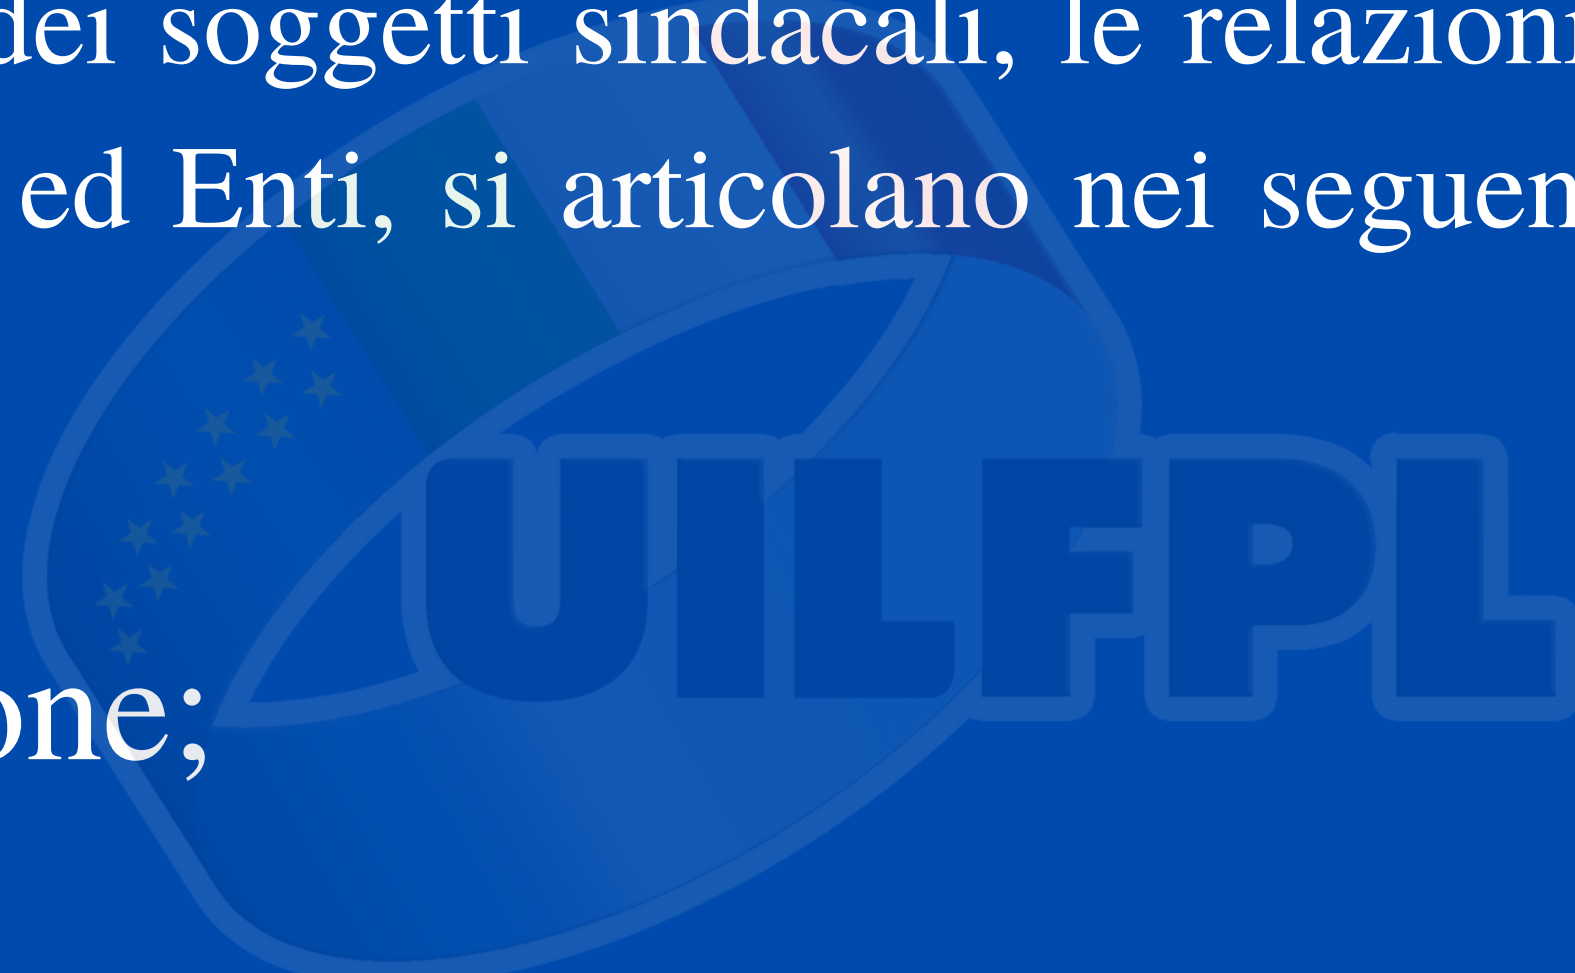 dei soggetti sindacali, le relazioni
ed Enti, si articolano nei seguen
one;
UILFPL